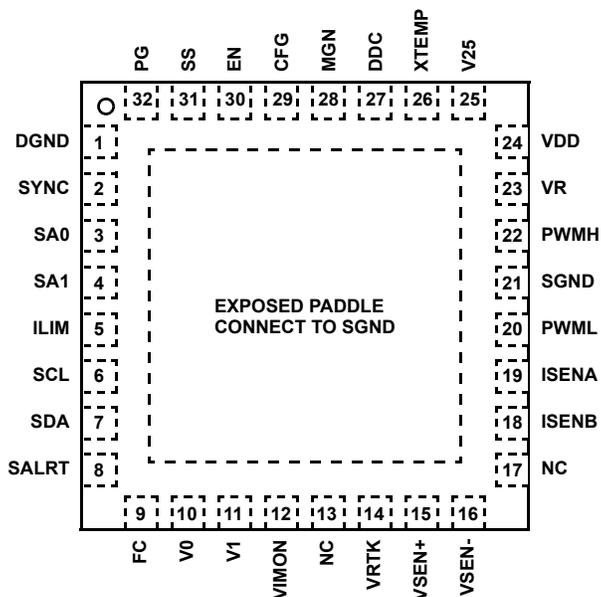 PG SS EN CFG MGN DDC XTEMP V25
32 31 30 29 28 27 26 25
DGND 1 24 VDD
SYNC 2 23 VR
SA0 3 22 PWMH
SA1 4 21 SGND
EXPOSED PADDLE
CONNECT TO SGND
ILIM 5 20 PWML
SCL 6 19 ISENA
SDA 7 18 ISENB
SALRT 8 17 NC
9 10 11 12 13 14 15 16
FC V0 V1 VIMON NC VRTK VSEN+ VSEN-